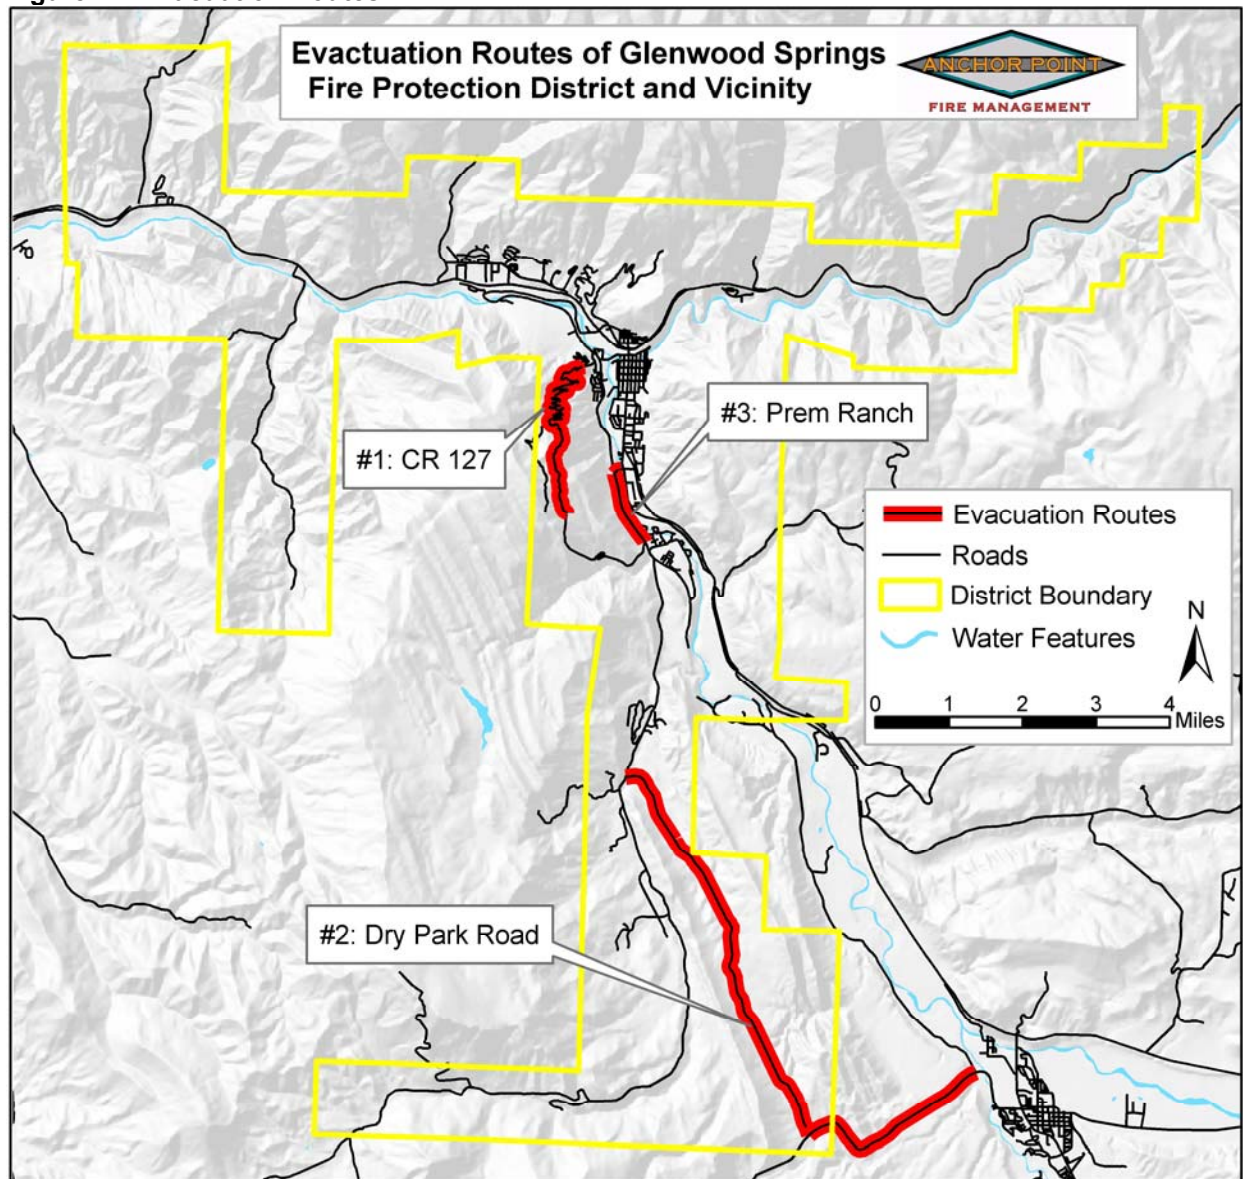 Evactuation Routes of Glenwood Springs
Fire Protection District and Vicinity
ANCHOR POINT
FIRE MANAGEMENT
#3: Prem Ranch
#1: CR 127
Evacuation Routes
Roads
District Boundary
Water Features
N
0 1 2 3 4
Miles
#2: Dry Park Road